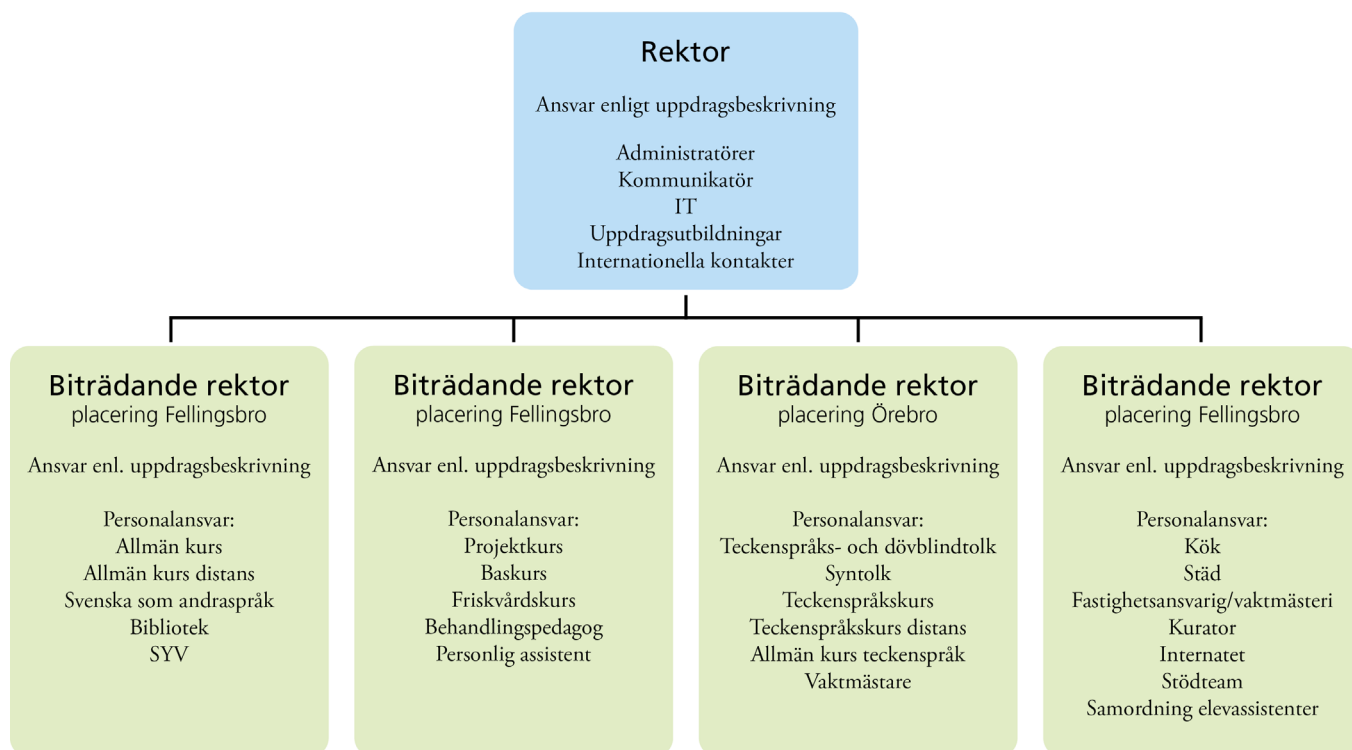 Rektor
Ansvar enligt uppdragsbeskrivning
Administratörer
Kommunikatör
IT
Uppdragsutbildningar
Internationella kontakter
Biträdande rektor
placering Fellingsbro
Ansvar enl. uppdragsbeskrivning
Personalansvar:
Allmän kurs
Allmän kurs distans
Svenska som andraspråk
Bibliotek
SYV
Biträdande rektor
placering Fellingsbro
Ansvar enl. uppdragsbeskrivning
Personalansvar:
Projektkurs
Baskurs
Friskvårdskurs
Behandlingspedagog
Personlig assistent
Biträdande rektor
placering Örebro
Ansvar enl. uppdragsbeskrivning
Personalansvar:
Teckenspråks- och dövblindtolk
Syntolk
Teckenspråkskurs
Teckenspråkskurs distans
Allmän kurs teckenspråk
Vaktmästare
Biträdande rektor
placering Fellingsbro
Ansvar enl. uppdragsbeskrivning
Personalansvar:
Kök
Städ
Fastighetsansvarig/vaktmästeri
Kurator
Internatet
Stödteam
Samordning elevassistenter